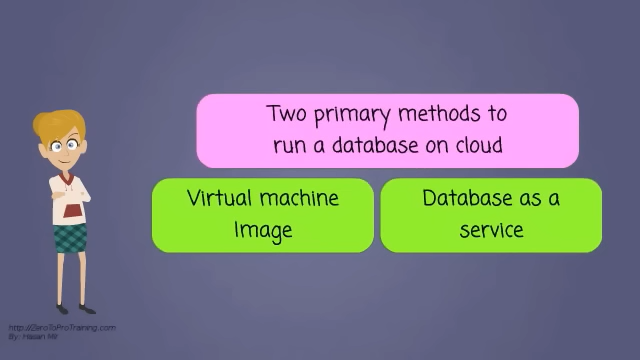 Two primary methods to
run a database on cloud
Virtual machine
Image
Database as a
service
http://ZeroToProTraining.com
By: Hasan